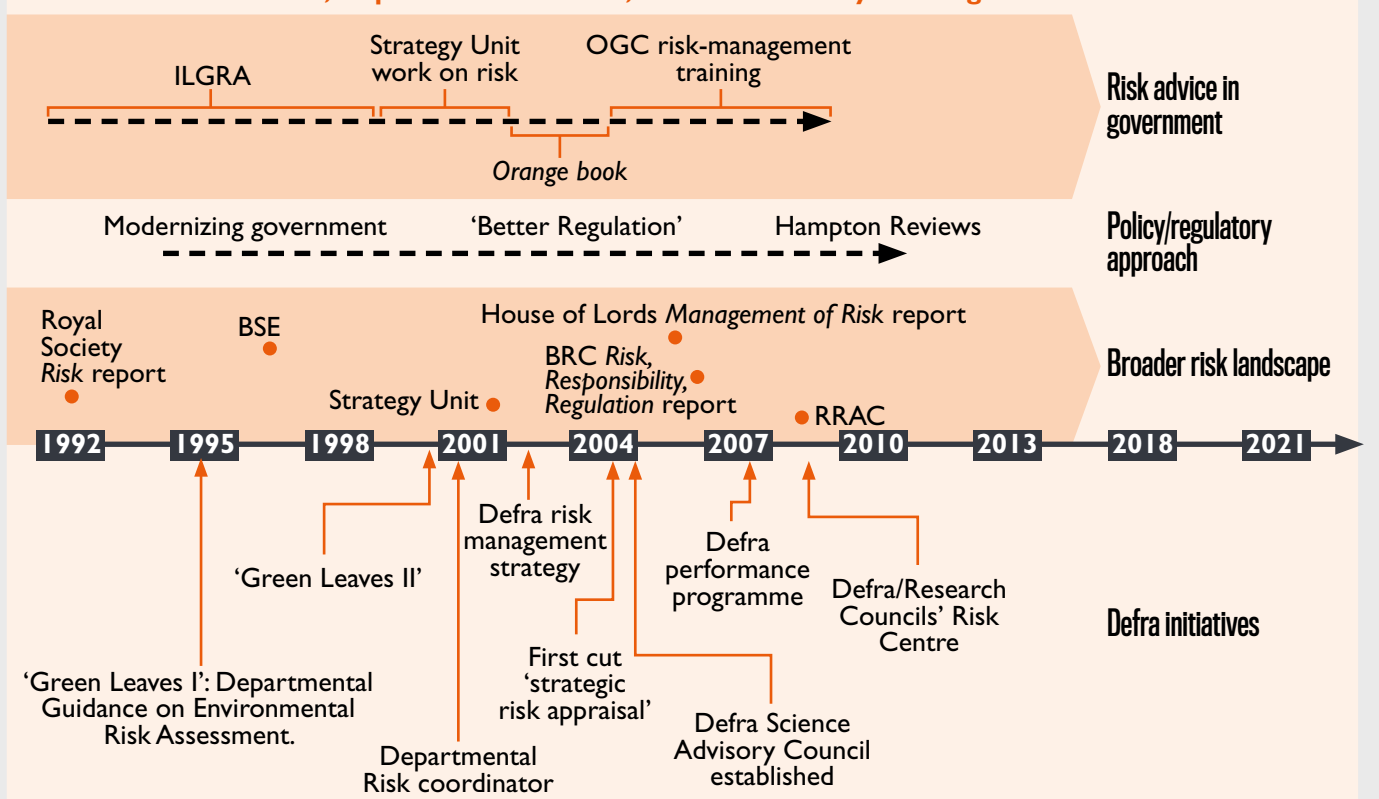 ILGRA
Strategy Unit
work on risk
OGC risk-management
training
Orange book
Risk advice in
government
Modernizing government
‘Better Regulation’
Hampton Reviews
Policy/regulatory
approach
Royal
Society
Risk report
BSE
Strategy Unit
House of Lords Management of Risk report
BRC Risk,
Responsibility,
Regulation report
RRAC
Broader risk landscape
1992
1995
1998
2001
2004
2007
2010
2013
2018
2021
‘Green Leaves I’: Departmental
Guidance on Environmental
Risk Assessment.
‘Green Leaves II’
Departmental
Risk coordinator
Defra risk
management
strategy
First cut
‘strategic
risk appraisal’
Defra Science
Advisory Council
established
Defra
performance
programme
Defra/Research
Councils’ Risk
Centre
Defra initiatives